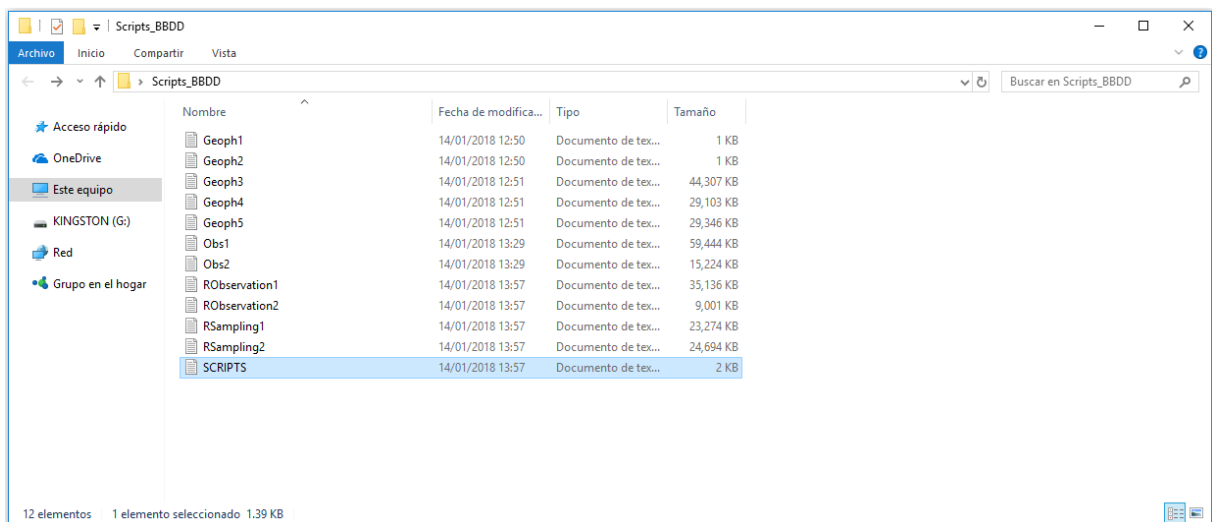 Scripts_BBDD
Archivo Inicio Compartir Vista
Scripts_BBDD Buscar en Scripts_BBDD
Nombre Fecha de modifica... Tipo Tamaño
Acceso rápido
OneDrive
Este equipo
KINGSTON (G:)
Red
Grupo en el hogar
Geoph1 14/01/2018 12:50 Documento de tex... 1 KB
Geoph2 14/01/2018 12:50 Documento de tex... 1 KB
Geoph3 14/01/2018 12:51 Documento de tex... 44,307 KB
Geoph4 14/01/2018 12:51 Documento de tex... 29,103 KB
Geoph5 14/01/2018 12:51 Documento de tex... 29,346 KB
Obs1 14/01/2018 13:29 Documento de tex... 59,444 KB
Obs2 14/01/2018 13:29 Documento de tex... 15,224 KB
RObservation1 14/01/2018 13:57 Documento de tex... 35,136 KB
RObservation2 14/01/2018 13:57 Documento de tex... 9,001 KB
RSampling1 14/01/2018 13:57 Documento de tex... 23,274 KB
RSampling2 14/01/2018 13:57 Documento de tex... 24,694 KB
SCRIPTS 14/01/2018 13:57 Documento de tex... 2 KB
12 elementos 1 elemento seleccionado 1.39 KB